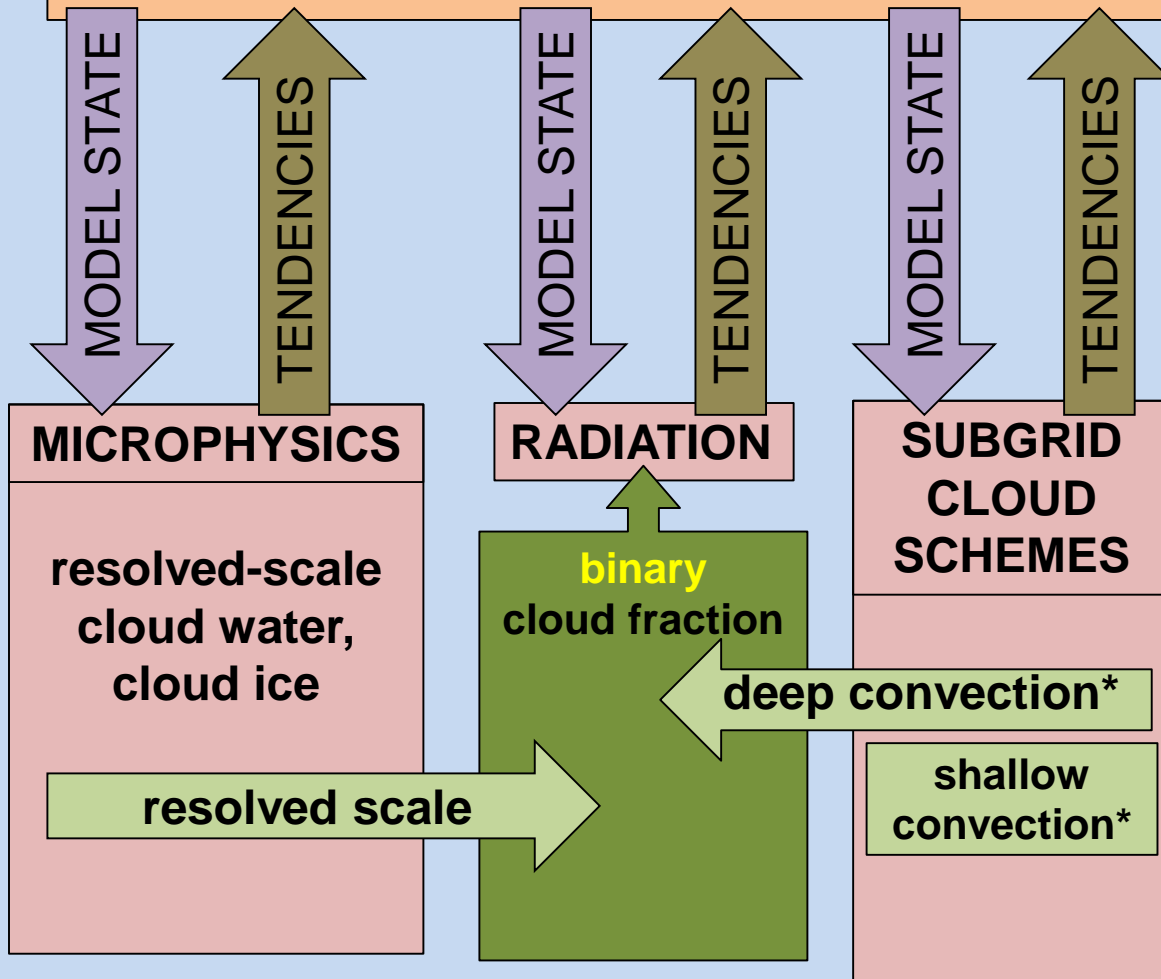 MODEL STATE
TENDENCIES
MODEL STATE
TENDENCIES
MODEL STATE
TENDENCIES
MICROPHYSICS
resolved-scale
cloud water,
cloud ice
resolved scale
RADIATION
binary
cloud fraction
SUBGRID
CLOUD
SCHEMES
deep convection*
shallow
convection*